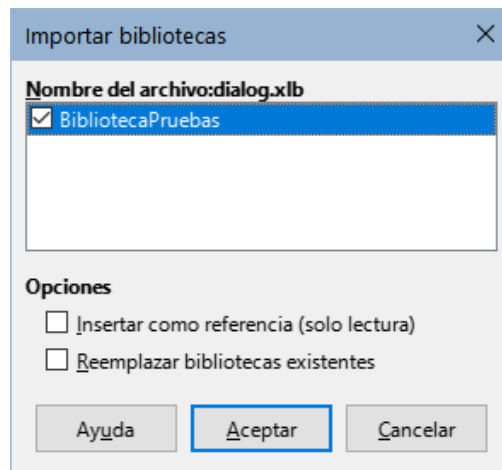 Importar bibliotecas
Nombre del archivo:dialog.xlb
BibliotecaPruebas
Opciones
Insertar como referencia (solo lectura)
Reemplazar bibliotecas existentes
Ayuda Aceptar Cancelar